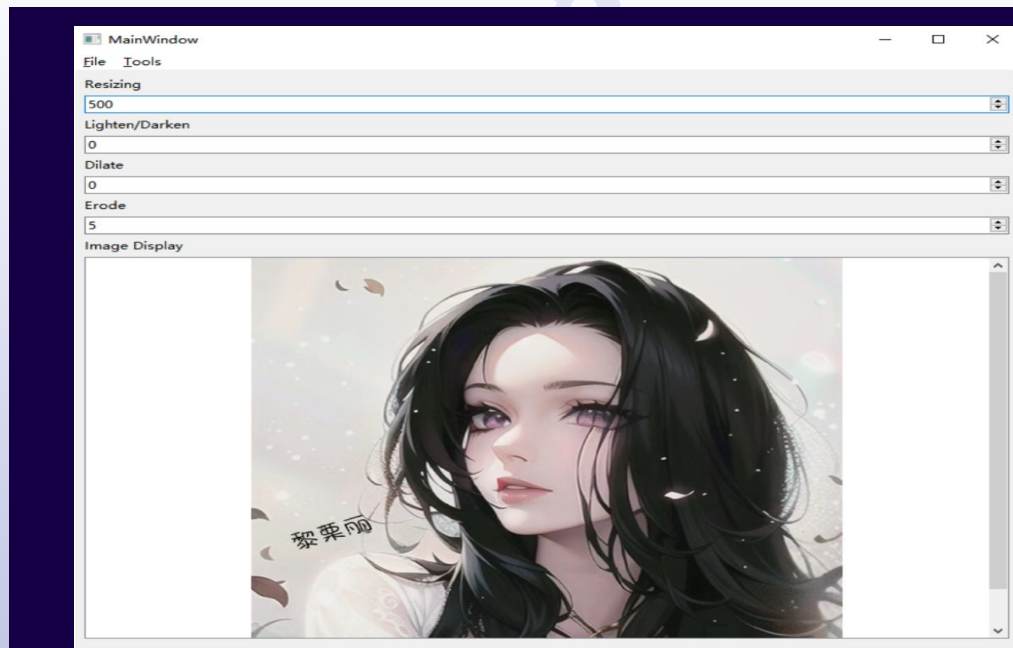 MainWindow
File Tools
Resizing
500
Lighten/Darken
0
Dilate
0
Erode
5
Image Display
黎栗丽